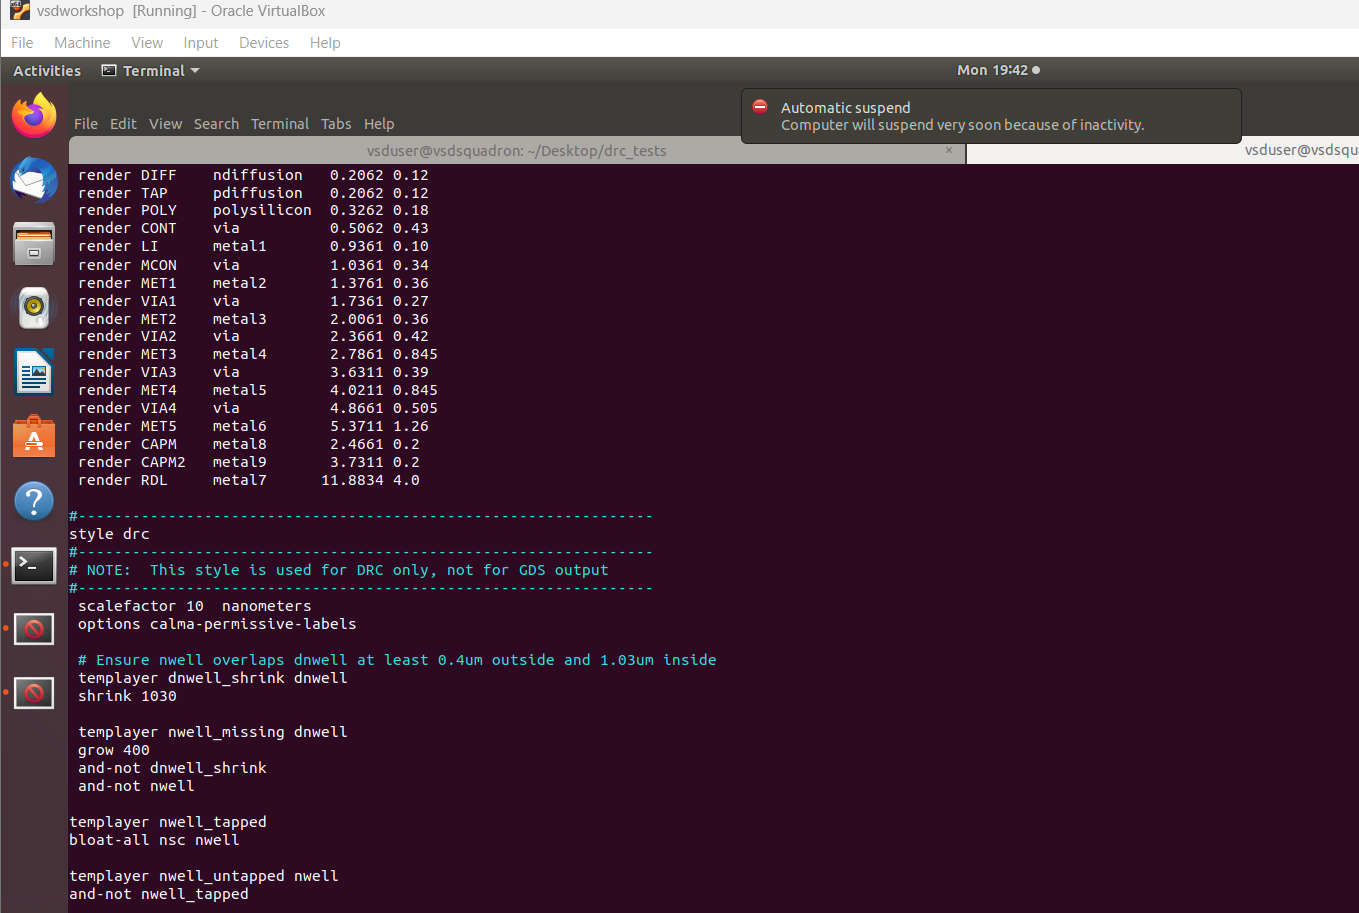 vsdworkshop [Running] - Oracle VirtualBox
File Machine View Input Devices Help
Activities Terminal Mon 19:42
Automatic suspend
Computer will suspend very soon because of inactivity.
File Edit View Search Terminal Tabs Help
vsduser@vsdsquadron: ~/Desktop/drc_tests × vsduser@vsdsqua
render DIFF ndiffusion 0.2062 0.12
render TAP pdiffusion 0.2062 0.12
render POLY polysilicon 0.3262 0.18
render CONT via 0.5062 0.43
render LI metal1 0.9361 0.10
render MCON via 1.0361 0.34
render MET1 metal2 1.3761 0.36
render VIA1 via 1.7361 0.27
render MET2 metal3 2.0061 0.36
render VIA2 via 2.3661 0.42
render MET3 metal4 2.7861 0.845
render VIA3 via 3.6311 0.39
render MET4 metal5 4.0211 0.845
render VIA4 via 4.8661 0.505
render MET5 metal6 5.3711 1.26
render CAPM metal8 2.4661 0.2
render CAPM2 metal9 3.7311 0.2
render RDL metal7 11.8834 4.0
#----------------------------------------------------------------
style drc
#----------------------------------------------------------------
# NOTE: This style is used for DRC only, not for GDS output
#----------------------------------------------------------------
scalefactor 10 nanometers
options calma-permissive-labels
# Ensure nwell overlaps dnwell at least 0.4um outside and 1.03um inside
templayer dnwell_shrink dnwell
shrink 1030
templayer nwell_missing dnwell
grow 400
and-not dnwell_shrink
and-not nwell
templayer nwell_tapped
bloat-all nsc nwell
templayer nwell_untapped nwell
and-not nwell_tapped